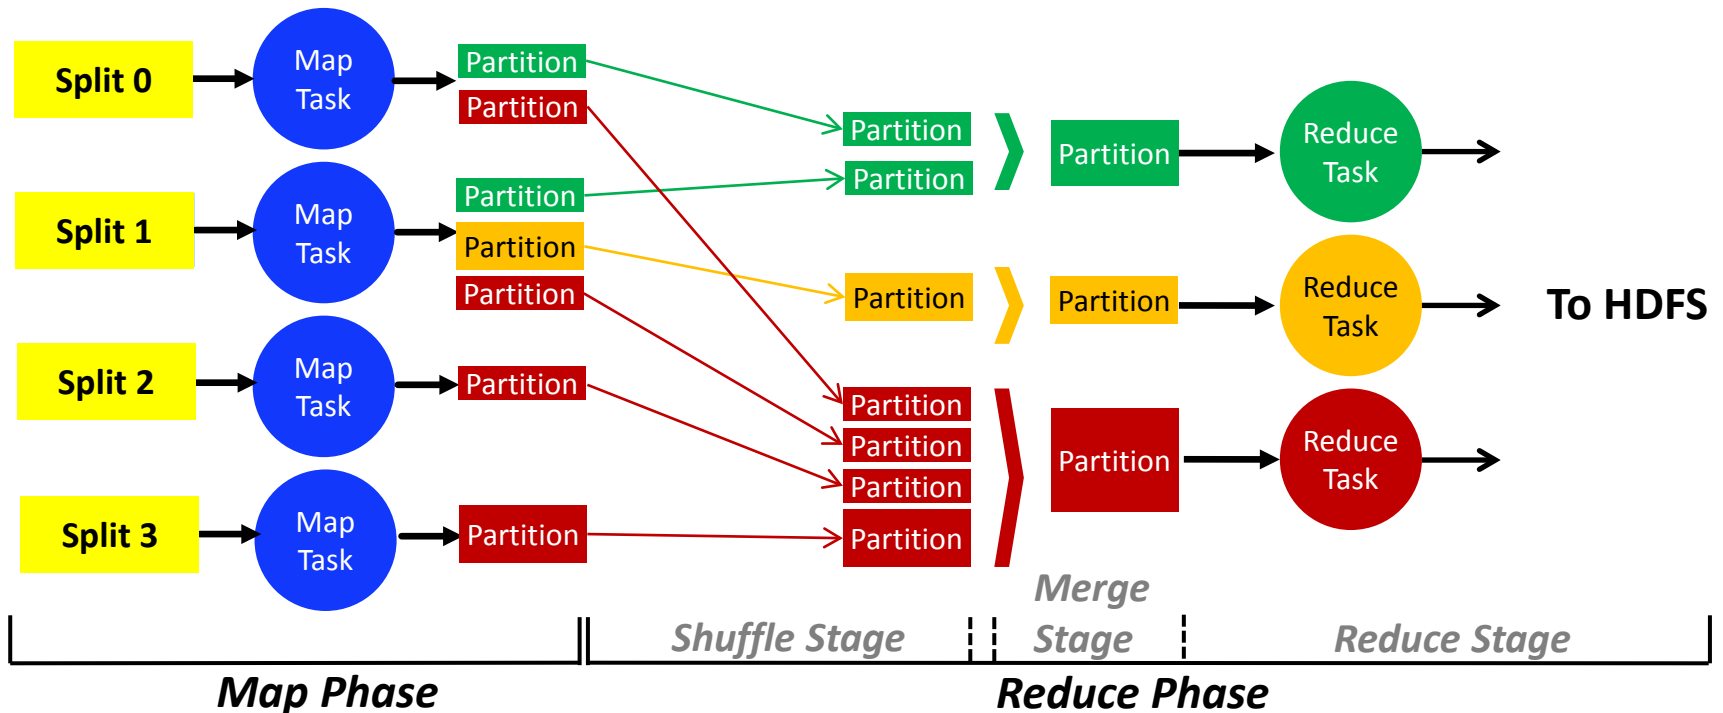 Split 0
Map
Task
Partition
Partition
Split 1
Map
Task
Partition
Partition
Partition
Split 2
Map
Task
Partition
Split 3
Map
Task
Partition
Partition
Partition
Partition
Partition
Partition
Partition
Partition
Partition
Partition
Partition
Reduce
Task
Reduce
Task
Reduce
Task
To HDFS
Shuffle Stage
Merge
Stage
Reduce Stage
Map Phase
Reduce Phase